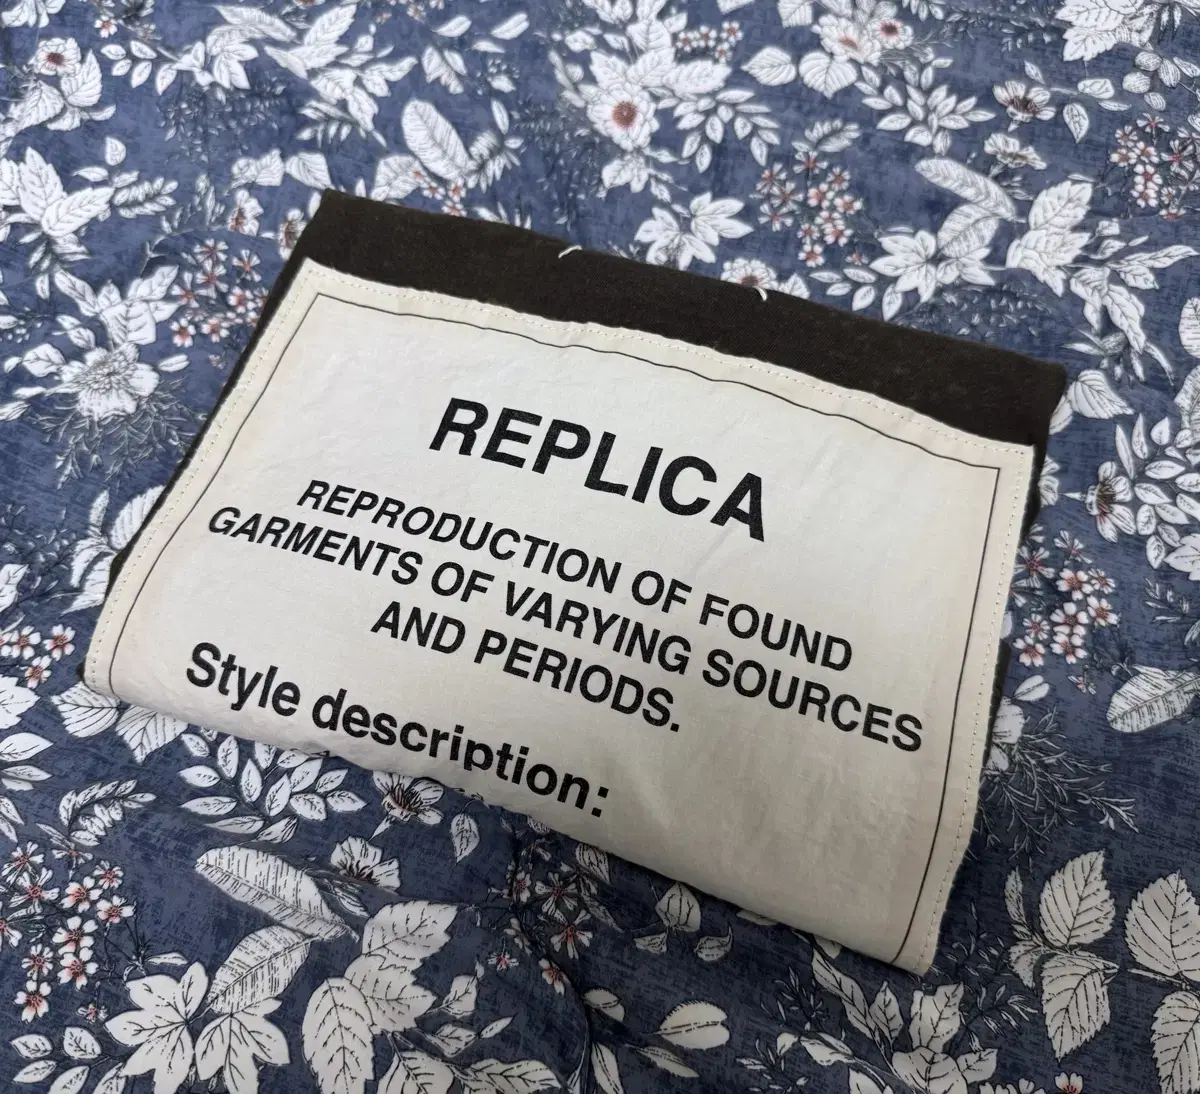 REPLICA
REPRODUCTION OF FOUND
GARMENTS OF VARYING SOURCES
AND PERIODS.
Style description: